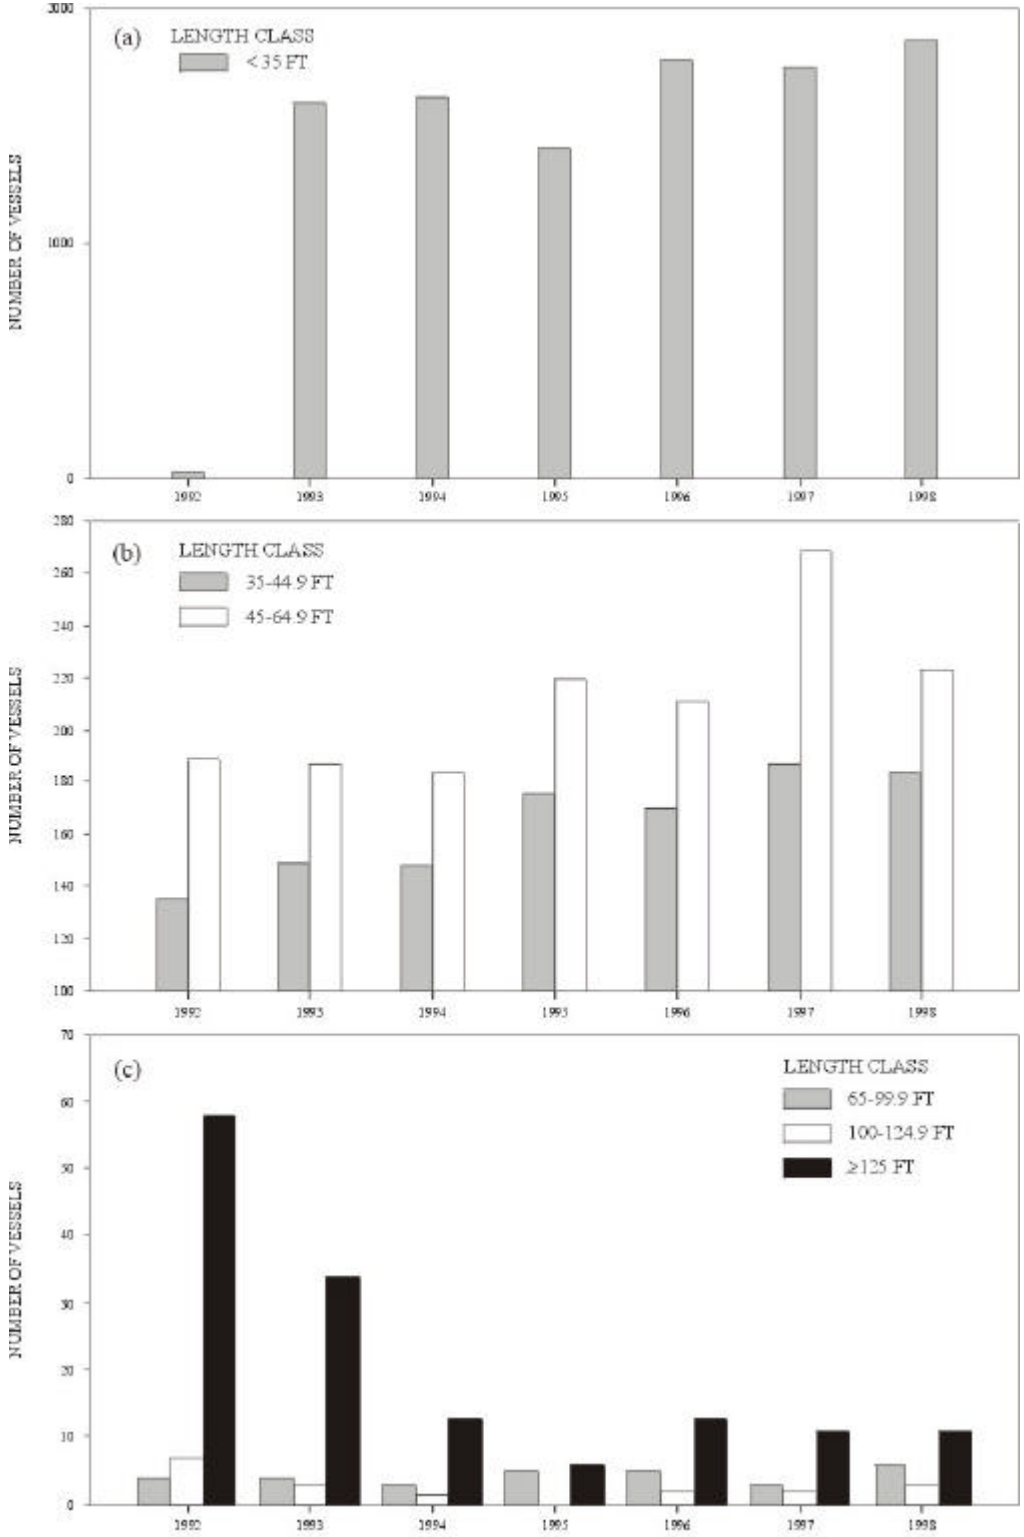 2000
(a)
LENGTH CLASS
< 35 FT
NUMBER OF VESSELS
1000
0
1992 1993 1994 1995 1996 1997 1998
280
(b)
LENGTH CLASS
35-44.9 FT
45-64.9 FT
260
240
220
NUMBER OF VESSELS
200
180
160
140
120
100
1992 1993 1994 1995 1996 1997 1998
70
(c)
LENGTH CLASS
65-99.9 FT
100-124.9 FT
≥125 FT
60
50
NUMBER OF VESSELS
40
30
20
10
0
1992 1993 1994 1995 1996 1997 1998